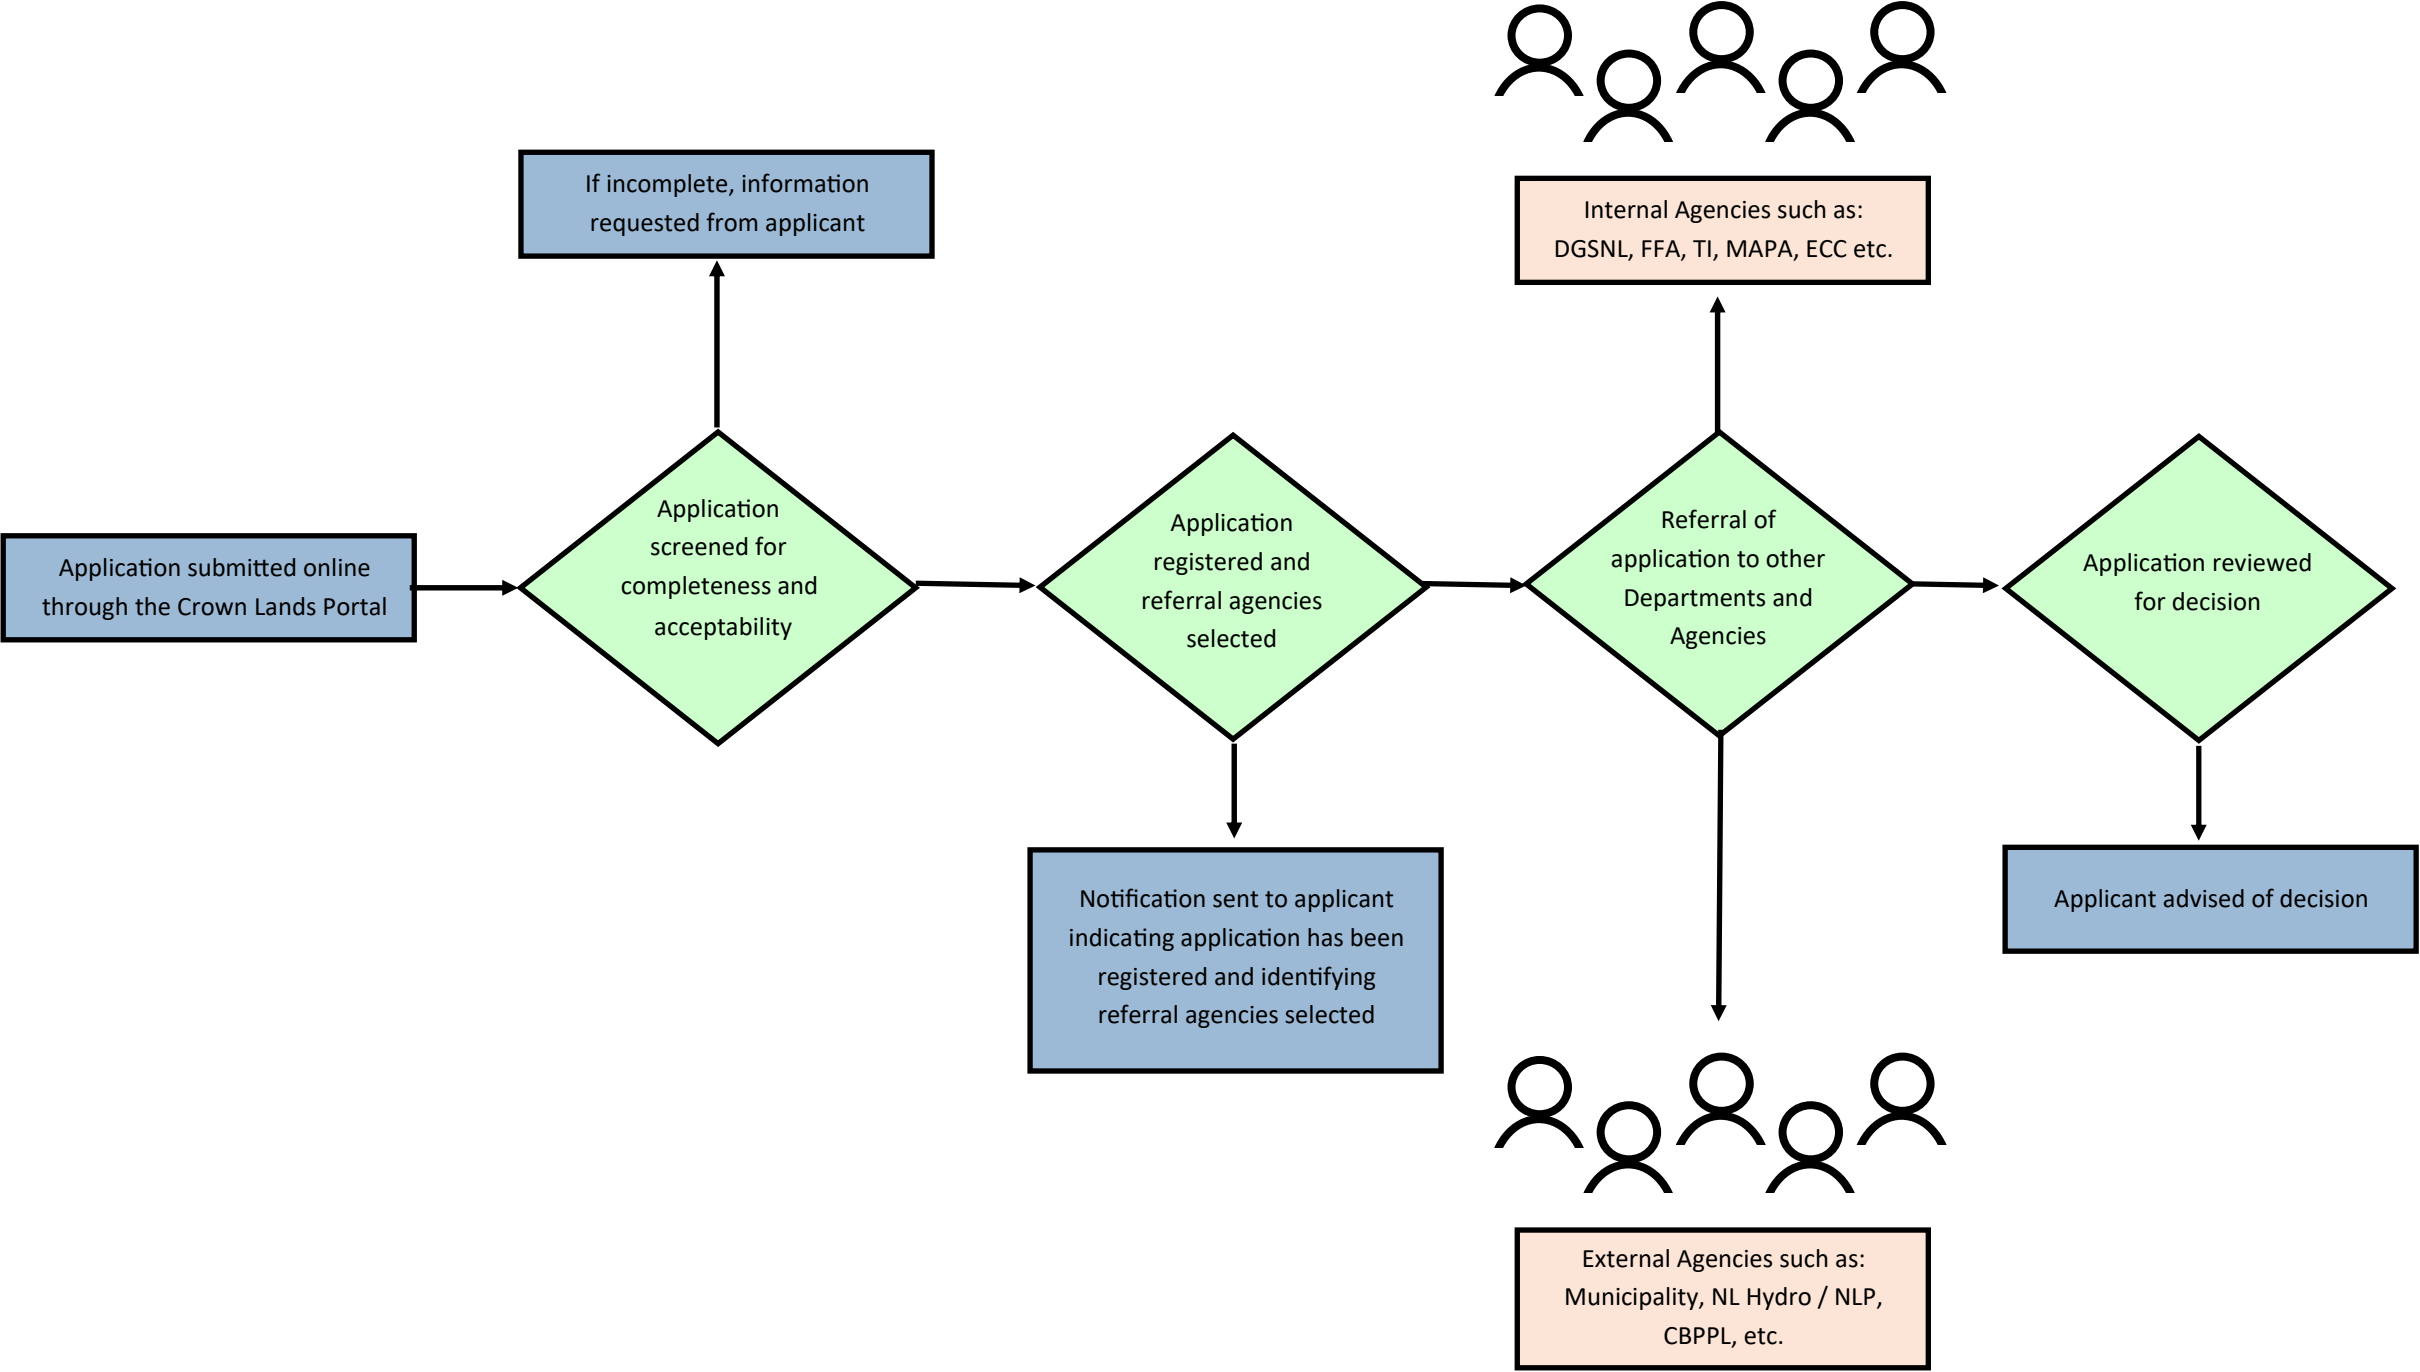 If incomplete, information
requested from applicant
Internal Agencies such as:
DGSNL, FFA, TI, MAPA, ECC etc.
Application submitted online
through the Crown Lands Portal
Application
screened for
completeness and
acceptability
Application
registered and
referral agencies
selected
Referral of
application to other
Departments and
Agencies
Application reviewed
for decision
Notification sent to applicant
indicating application has been
registered and identifying
referral agencies selected
Applicant advised of decision
External Agencies such as:
Municipality, NL Hydro / NLP,
CBPPL, etc.